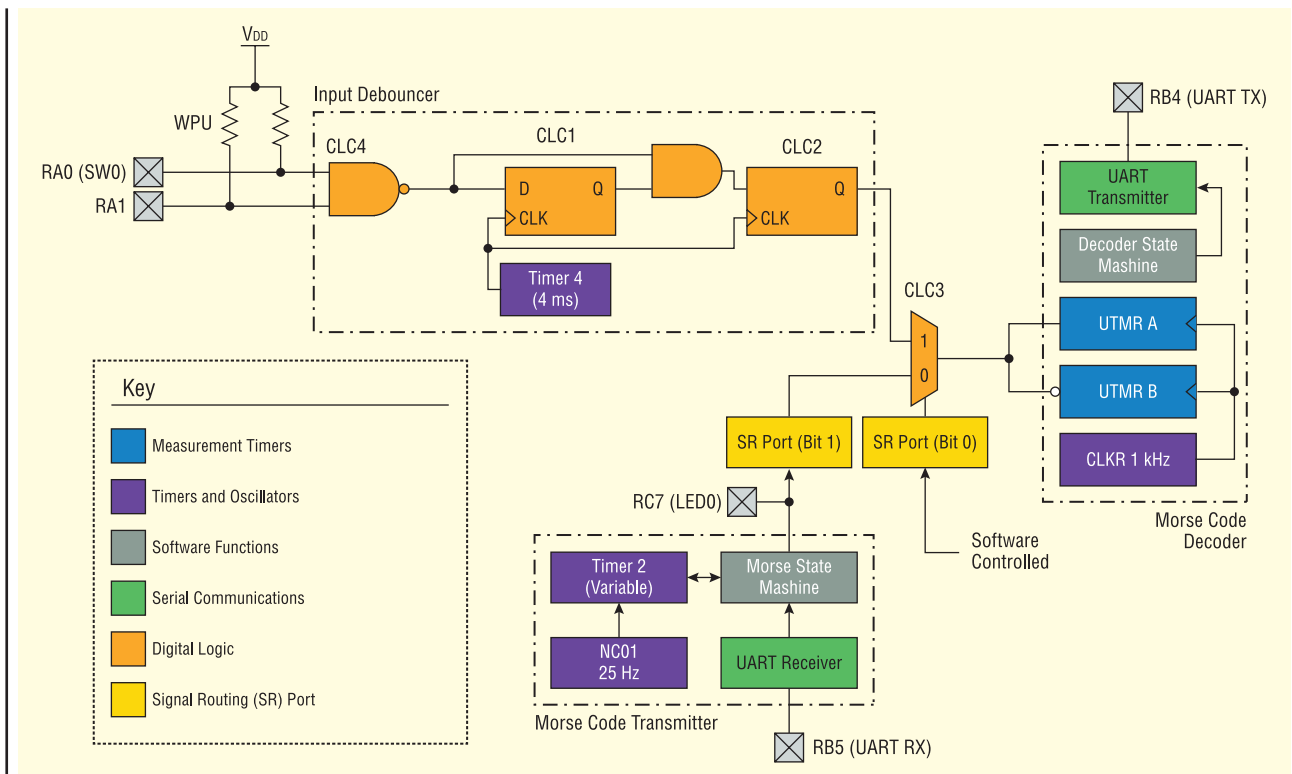 VDD
WPU
RA0 (SW0)
RA1
Input Debouncer
CLC4
CLC1
D
Q
CLK
CLC2
Q
CLK
Timer 4
(4 ms)
CLC3
1
0
RB4 (UART TX)
UART
Transmitter
Decoder State
Mashine
UTMR A
UTMR B
CLKR 1 kHz
Morse Code
Decoder
SR Port (Bit 1)
SR Port (Bit 0)
RC7 (LED0)
Software
Controlled
Timer 2
(Variable)
Morse State
Mashine
NC01
25 Hz
UART Receiver
Morse Code Transmitter
RB5 (UART RX)
Key
Measurement Timers
Timers and Oscillators
Software Functions
Serial Communications
Digital Logic
Signal Routing (SR) Port